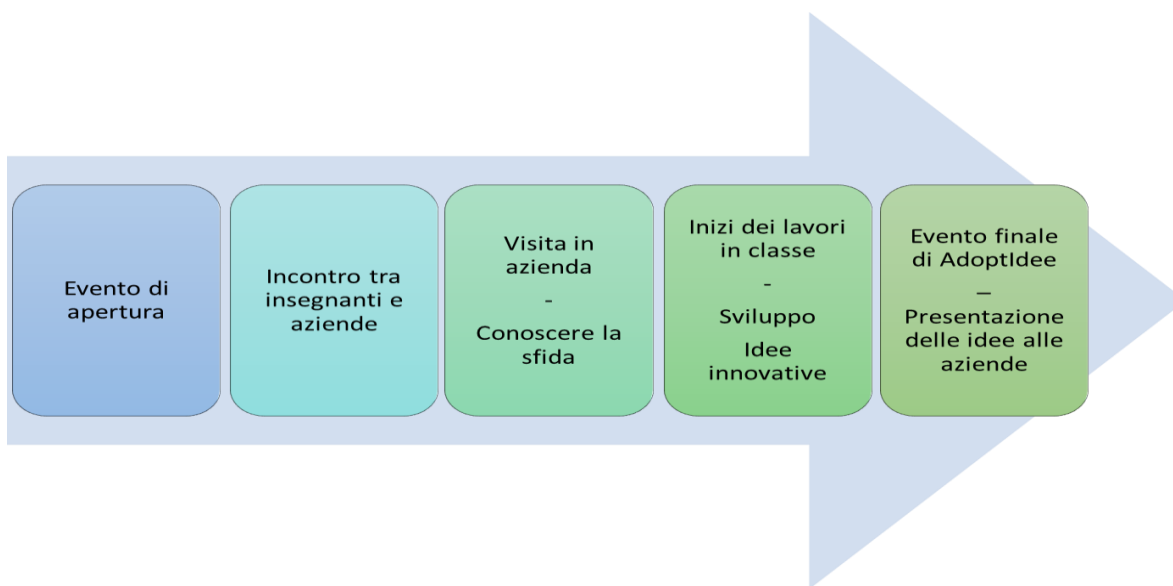 Evento di
apertura
Incontro tra
insegnanti e
aziende
Visita in
azienda
-
Conoscere la
sfida
Inizi dei lavori
in classe
-
Sviluppo
Idee
innovative
Evento finale
di AdoptIdee
–
Presentazione
delle idee alle
aziende